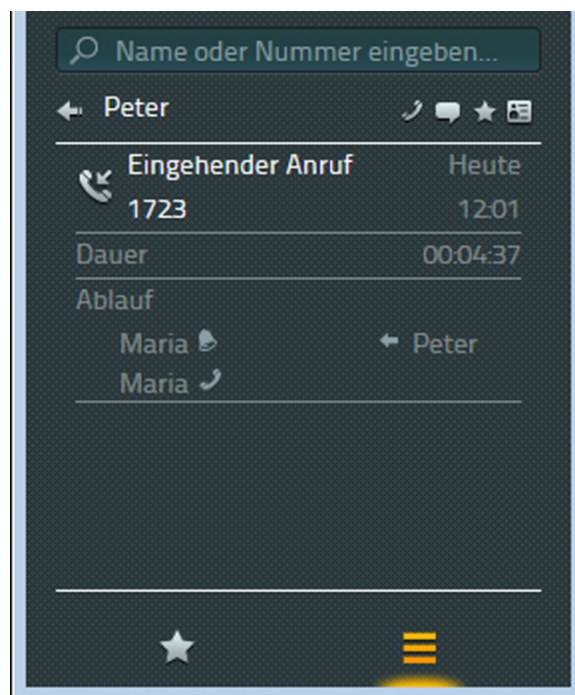 Name oder Nummer eingeben...
Peter
Eingehender Anruf Heute
1723 12:01
Dauer 00:04:37
Ablauf
Maria Peter
Maria